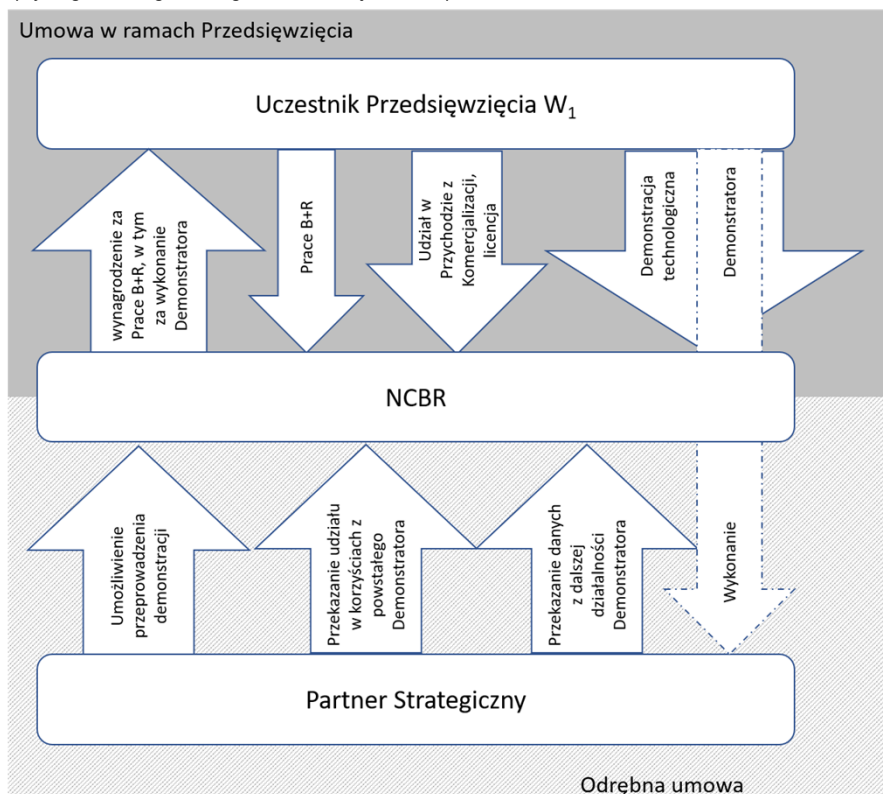 Umowa w ramach Przedsięwzięcia
Uczestnik Przedsięwzięcia W1
wynagrodzenie za
Prace B+R, w tym
za wykonanie
Demonstratora
Prace B+R
Udział w
Przychodzie z
Komercjalizacji,
licencja
Demonstracja
technologiczna
Demonstratora
NCBR
Umożliwienie
przeprowadzenia
demonstracji
Przekazanie udziału
w korzyściach z
powstałego
Demonstratora
Przekazanie danych
z dalszej
działalności
Demonstratora
Wykonanie
Partner Strategiczny
Odrębna umowa